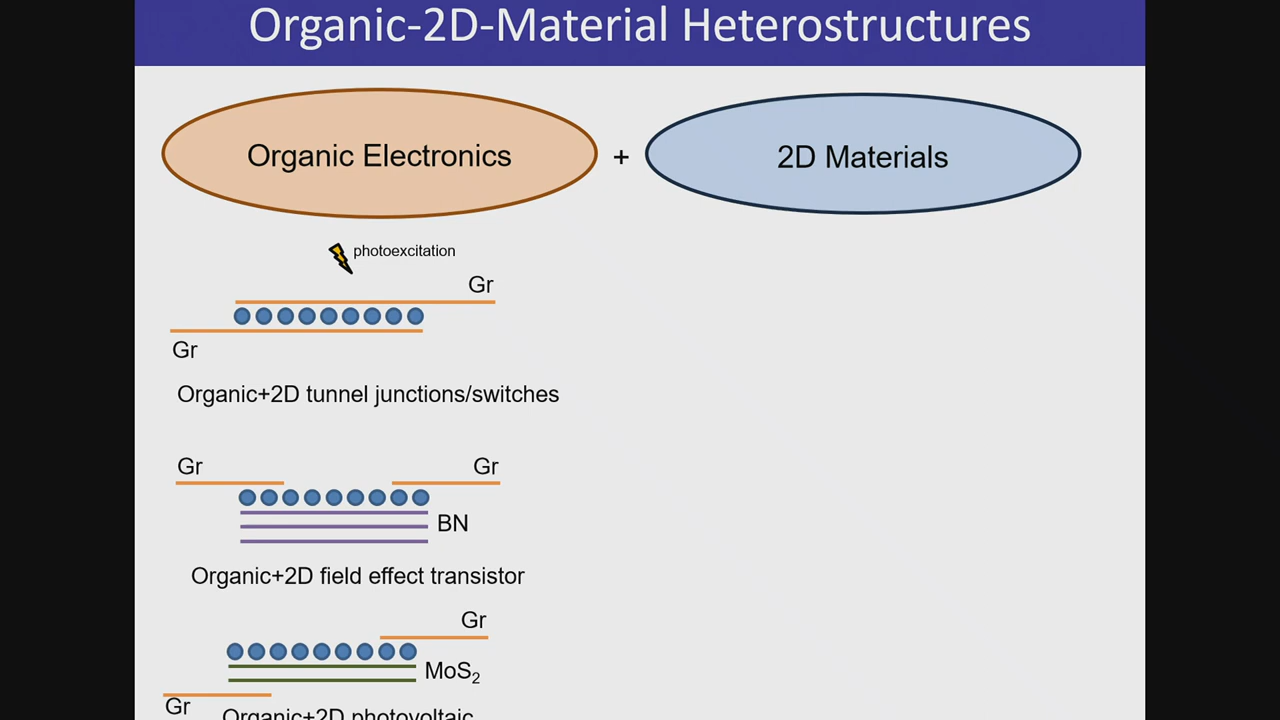 Organic-2D-Material Heterostructures
Organic Electronics
+
2D Materials
photoexcitation
Gr
Gr
Organic+2D tunnel junctions/switches
Gr
Gr
BN
Organic+2D field effect transistor
Gr
MoS₂
Gr
Organic+2D photovoltaic